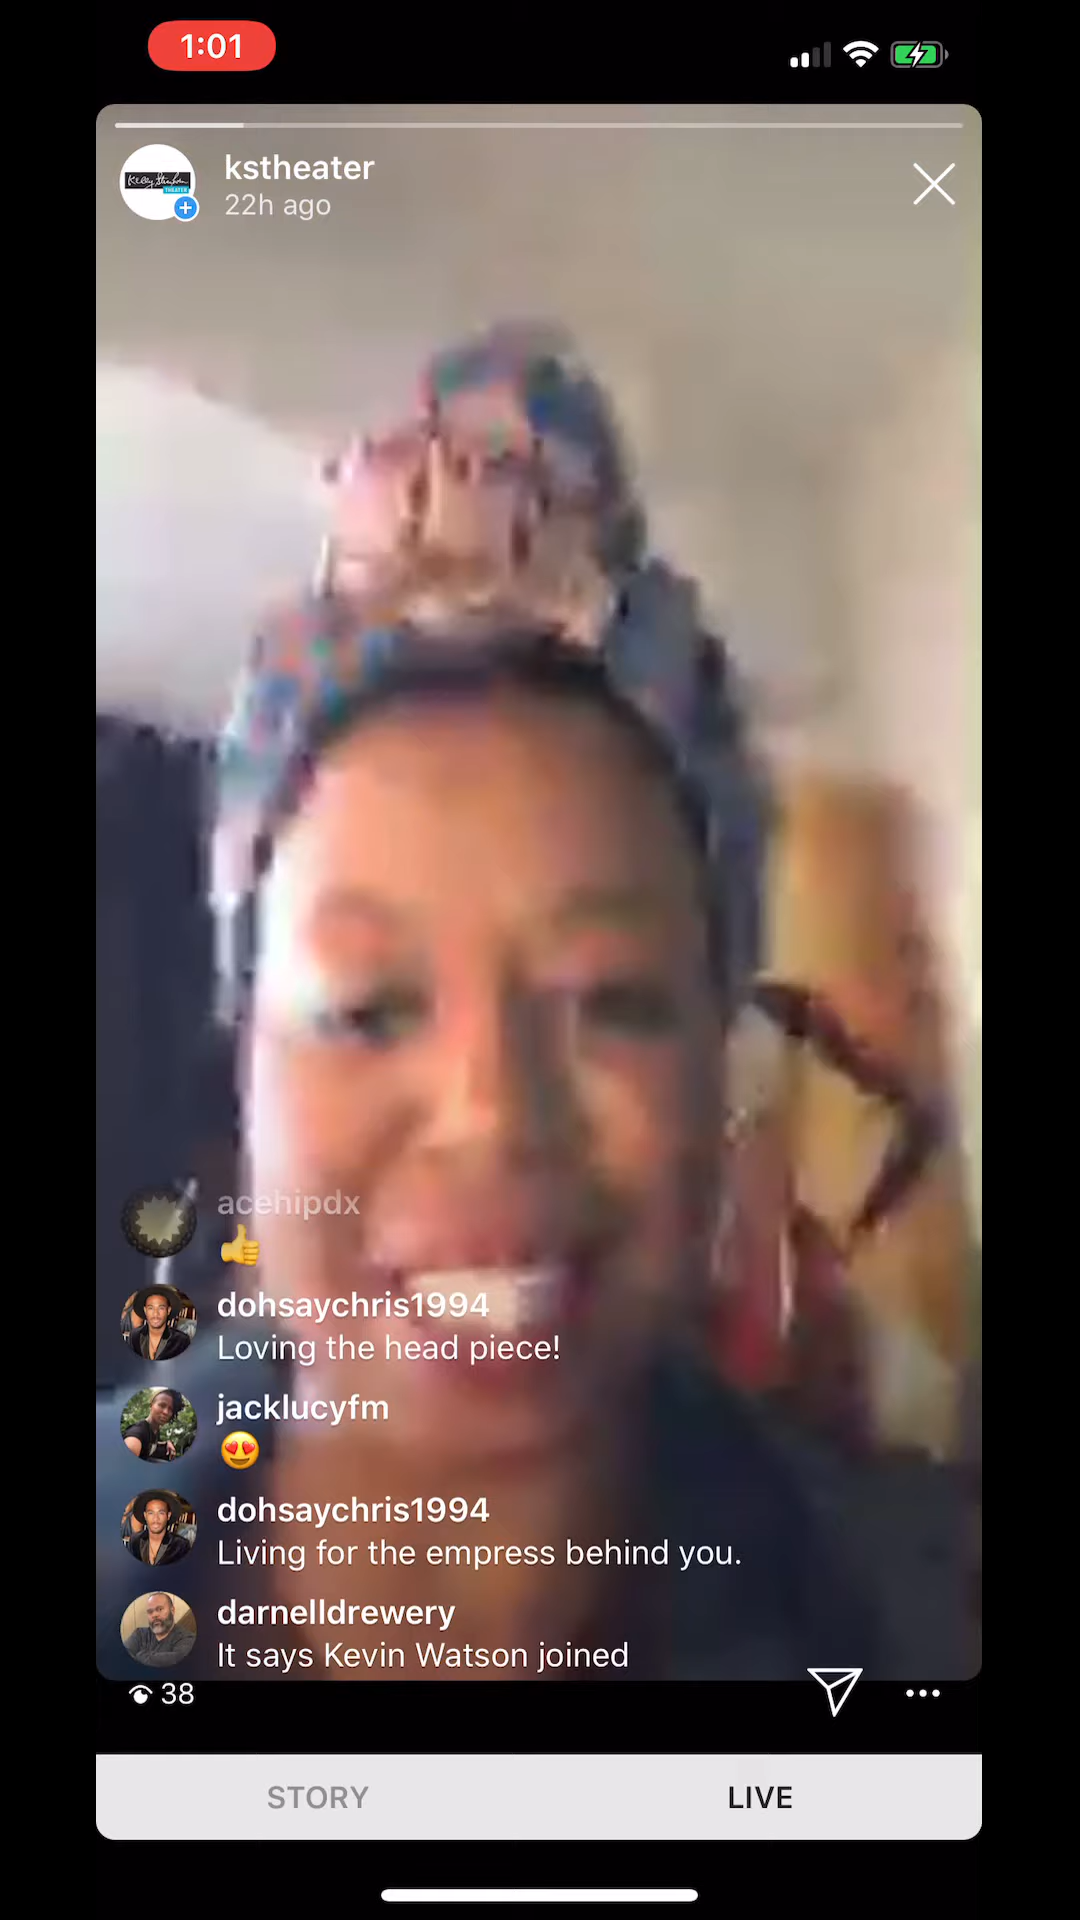 1:01
kstheater
22h ago
THEATER
acehipdx
👍
dohsaychris1994
Loving the head piece!
jacklucyfm
😍
dohsaychris1994
Living for the empress behind you.
darnelldrewery
It says Kevin Watson joined
38
STORY
LIVE